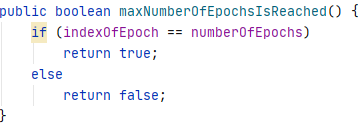 public boolean maxNumberOfEpochsIsReached() {
    if (indexOfEpoch == numberOfEpochs)
        return true;
    else
        return false;
}